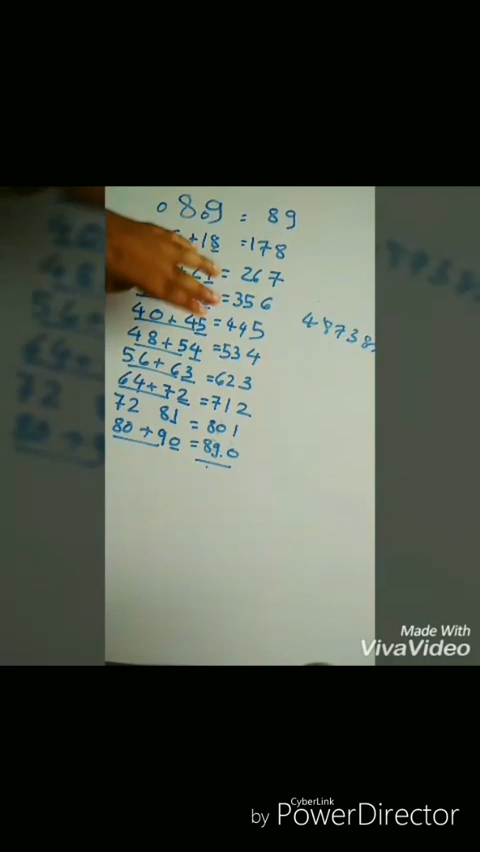 089 = 89
+18 =178
= 267
=356
40+45=445
48+54 =534
56+63 =623
64+72 =712
72 81 = 801
80+90 =89.0
48738
Made With
VivaVideo
CyberLink
by PowerDirector